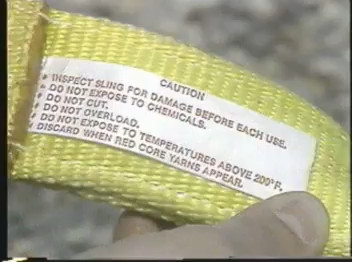 CAUTION
• INSPECT SLING FOR DAMAGE BEFORE EACH USE.
• DO NOT EXPOSE TO CHEMICALS.
• DO NOT CUT.
• DO NOT OVERLOAD.
• DO NOT EXPOSE TO TEMPERATURES ABOVE 200°F.
DISCARD WHEN RED CORE YARNS APPEAR.